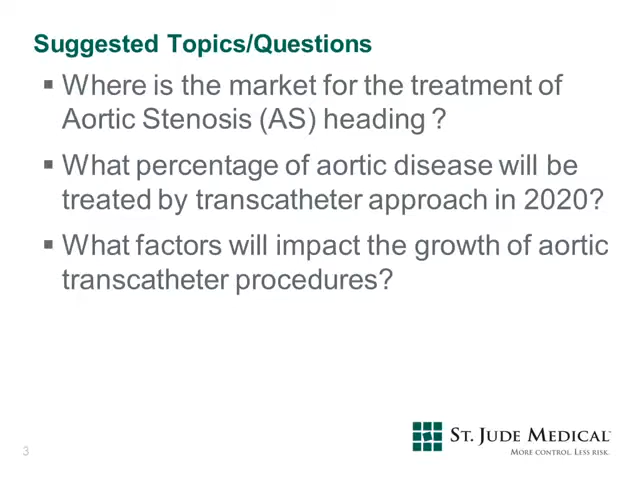 Suggested Topics/Questions
▪ Where is the market for the treatment of
Aortic Stenosis (AS) heading ?
▪ What percentage of aortic disease will be
treated by transcatheter approach in 2020?
▪ What factors will impact the growth of aortic
transcatheter procedures?
3
ST. JUDE MEDICAL™
MORE CONTROL. LESS RISK.